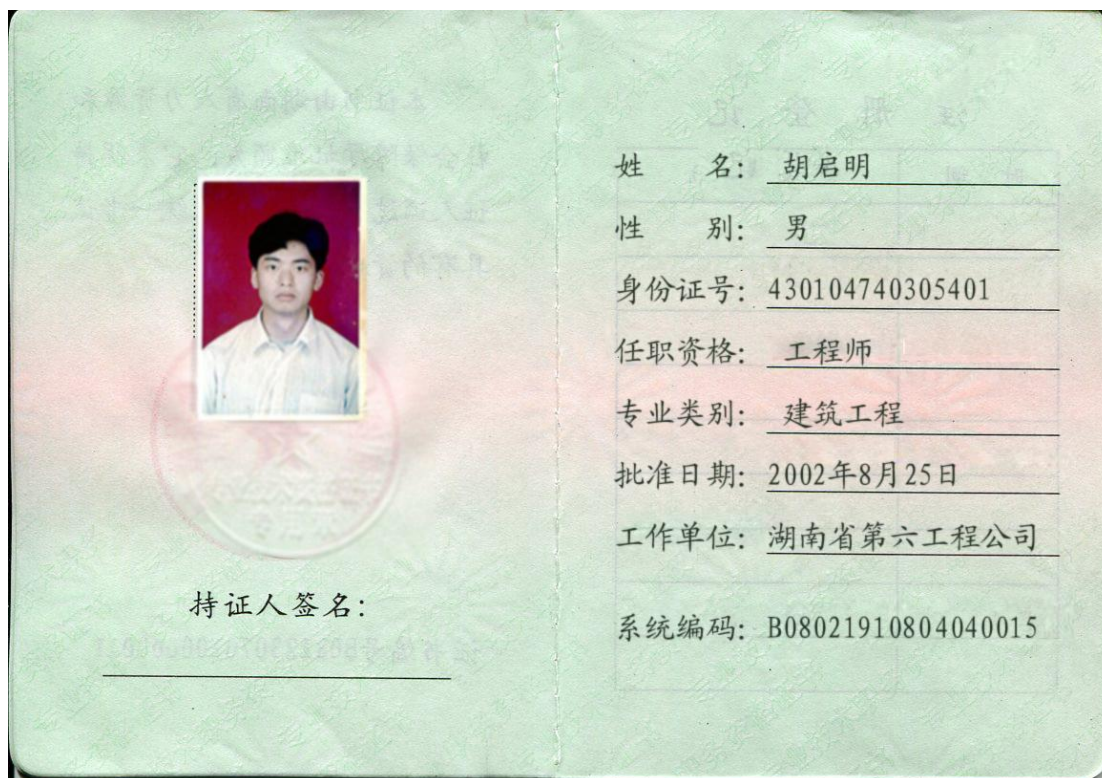 持证人签名:
姓 名: 胡启明
性 别: 男
身份证号: 430104740305401
任职资格: 工程师
专业类别: 建筑工程
批准日期: 2002年8月25日
工作单位: 湖南省第六工程公司
系统编码: B08021910804040015